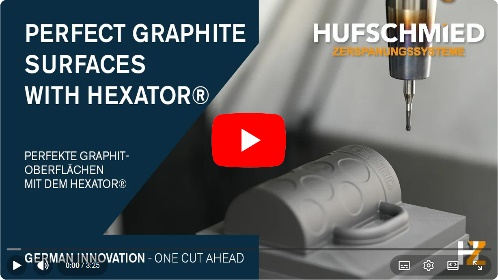 PERFECT GRAPHITE
SURFACES
WITH HEXATOR®
HUFSCHMIED
ZERSPANUNGSSYSTEME
PERFEKTE GRAPHIT-
OBERFLÄCHEN
MIT DEM HEXATOR®
GERMAN INNOVATION - ONE CUT AHEAD
HZ
0:00 / 3:25